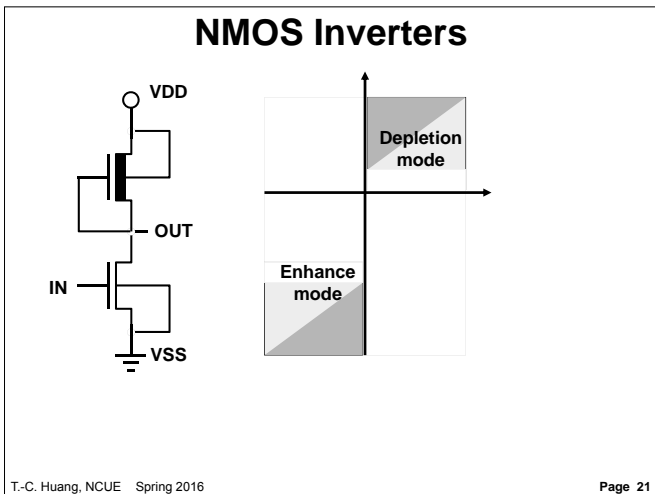 NMOS Inverters
VDD
OUT
IN
VSS
Depletion
mode
Enhance
mode
T.-C. Huang, NCUE Spring 2016
Page 21